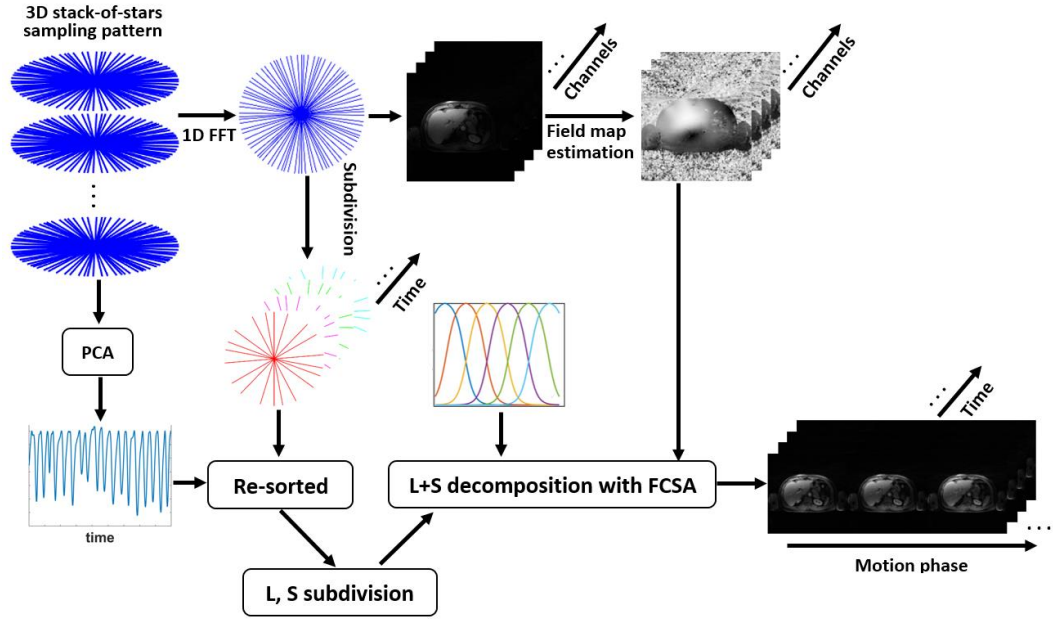 3D stack-of-stars
sampling pattern
1D FFT
Channels
Field map
estimation
Channels
Subdivision
Time
PCA
Time
Re-sorted
L+S decomposition with FCSA
time
L, S subdivision
Motion phase